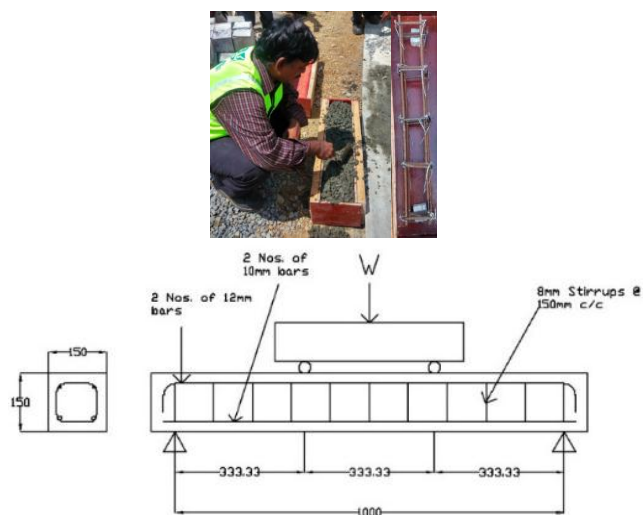 2 Nos. of
10mm bars
W
2 Nos. of 12mm
bars
8mm Stirrups @
150mm c/c
150
150
333.33
333.33
333.33
1000